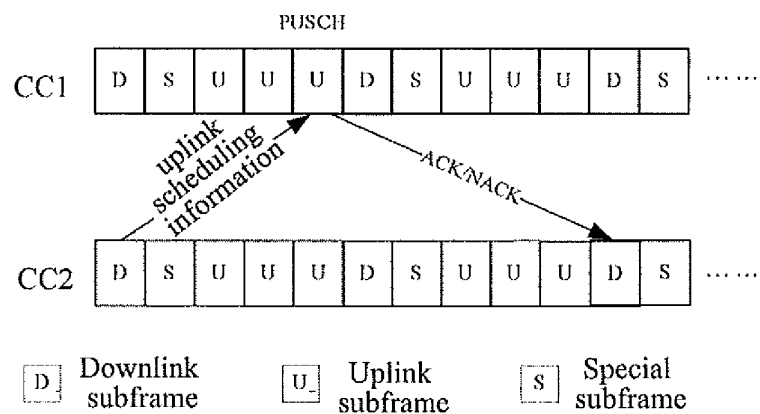 PUSCH
CC1 D S U U U D S U U U D S ... ...
uplink
scheduling
information
ACK/NACK
CC2 D S U U U D S U U U D S ... ...
D Downlink
subframe
U Uplink
subframe
S Special
subframe